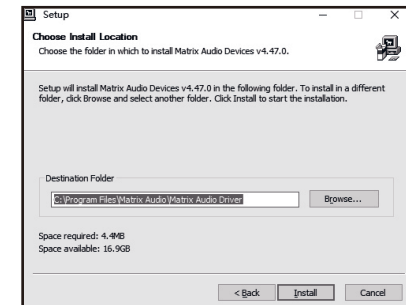 Setup
Choose Install Location
Choose the folder in which to install Matrix Audio Devices v4.47.0.
Setup will install Matrix Audio Devices v4.47.0 in the following folder. To install in a different
folder, click Browse and select another folder. Click Install to start the installation.
Destination Folder
C:\Program Files\Matrix Audio\Matrix Audio Driver
Browse...
Space required: 4.4MB
Space available: 16.9GB
< Back
Install
Cancel